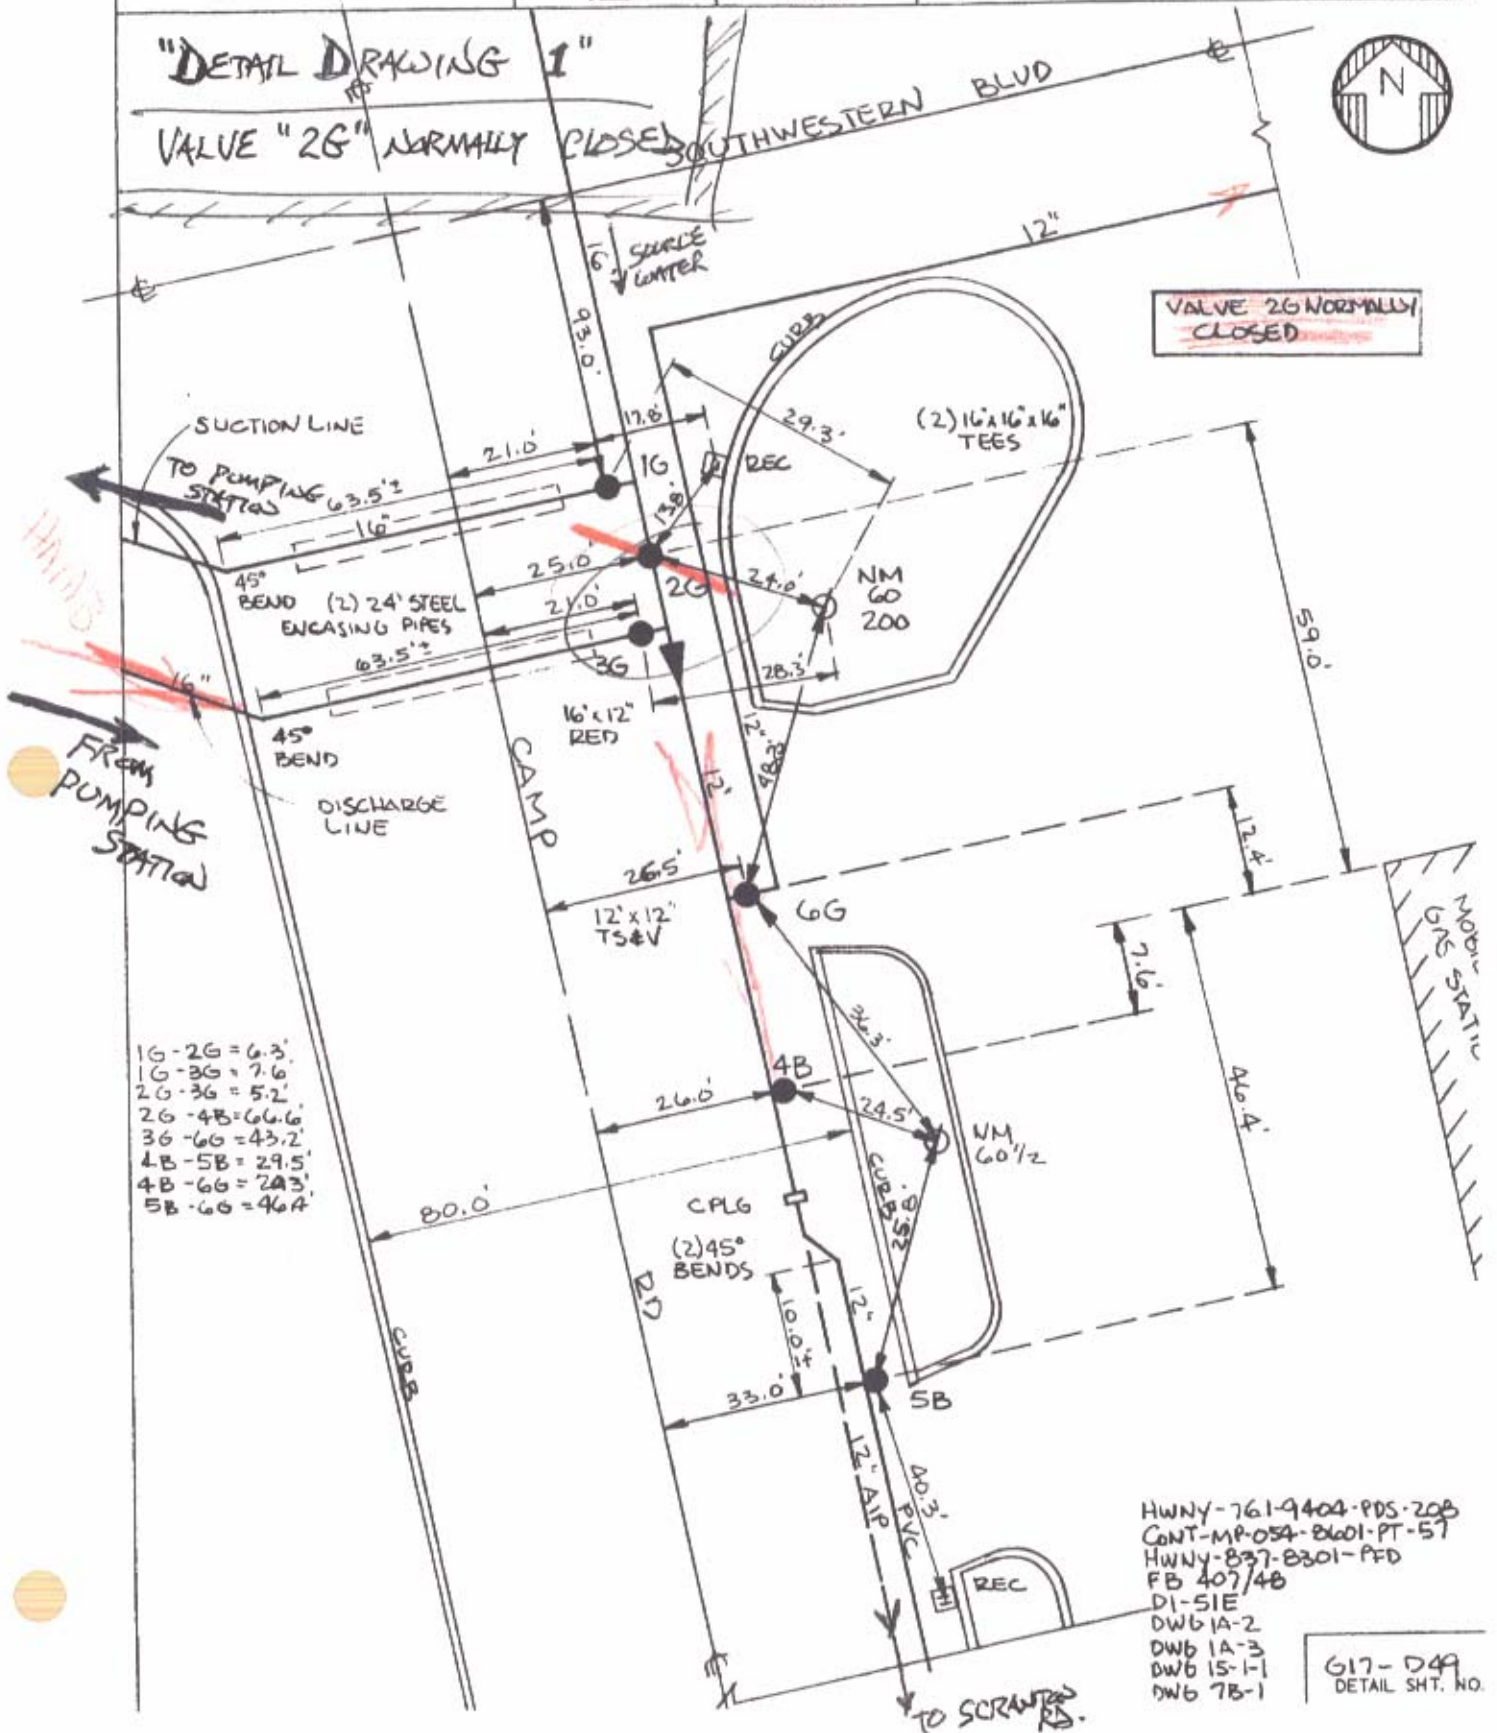 "DETAIL DRAWING 1"
VALVE "2G" NORMALLY CLOSED
SOUTHWESTERN BLVD
N
SOURCE
WATER
12"
VALVE 2G NORMALLY
CLOSED
93.0'
CURB
SUCTION LINE
TO PUMPING
STATION
21.0'
17.8'
29.3'
(2) 16"x16"x16"
TEES
63.5'±
16"
1G
REC
13.8'
45°
BEND
(2) 24" STEEL
ENCASING PIPES
25.0'
21.0'
2G
24.0'
NM
60
200
59.0'
63.5'±
3G
28.3'
16"
16"x12"
RED
45°
BEND
12"
48.3'
12"
FROM
PUMPING
STATION
DISCHARGE
LINE
CAMP
26.5'
12"x12"
TS&V
6G
12.4'
7.6'
MOBIL
GAS STATIO
36.3'
1G-2G = 6.3'
1G-3G = 7.6'
2G-3G = 5.2'
2G-4B = 66.6'
3G-6G = 43.2'
4B-5B = 29.5'
4B-6G =
5B-6G = 46.4'
4B
26.0'
24.5'
NM
60 1/2
46.4'
80.0'
CPLG
CURB
25.8'
(2) 45°
BENDS
RD
10.0'±
12"
CURB
33.0'
5B
12" AIP
PVC
40.3'
REC
HWNY-761-9404-PDS-208
CONT-MP-054-8601-PT-57
HWNY-837-8301-PFD
FB 407/48
D1-51E
DWG 1A-2
DWG 1A-3
DWG 15-1-1
DWG 7B-1
G17-D49
DETAIL SHT. NO.
TO SCRANTON
RD.